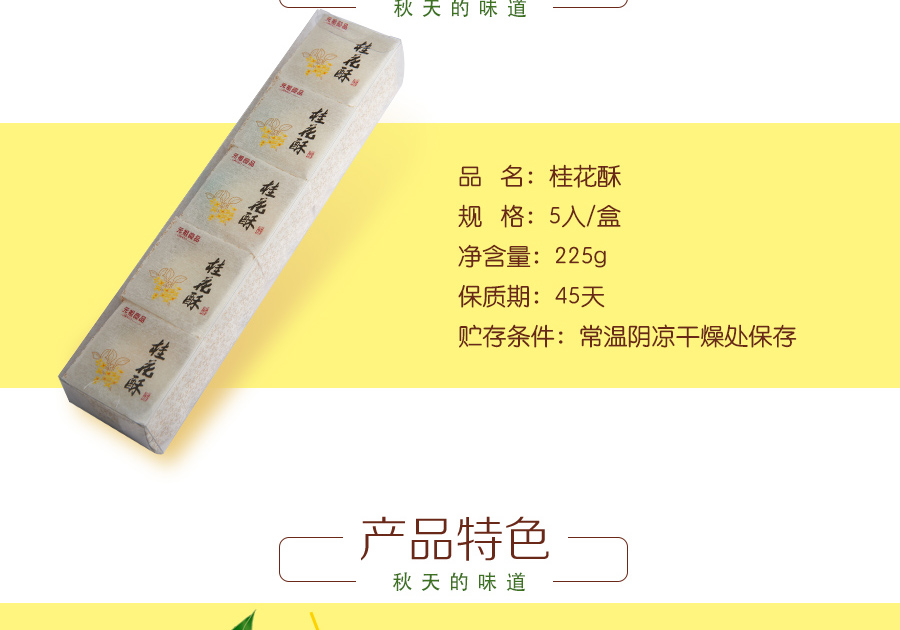 秋天的味道
桂花酥
桂花酥
桂花酥
桂花酥
桂花酥
品 名：桂花酥
规 格：5入/盒
净含量：225g
保质期：45天
贮存条件：常温阴凉干燥处保存
产品特色
秋天的味道